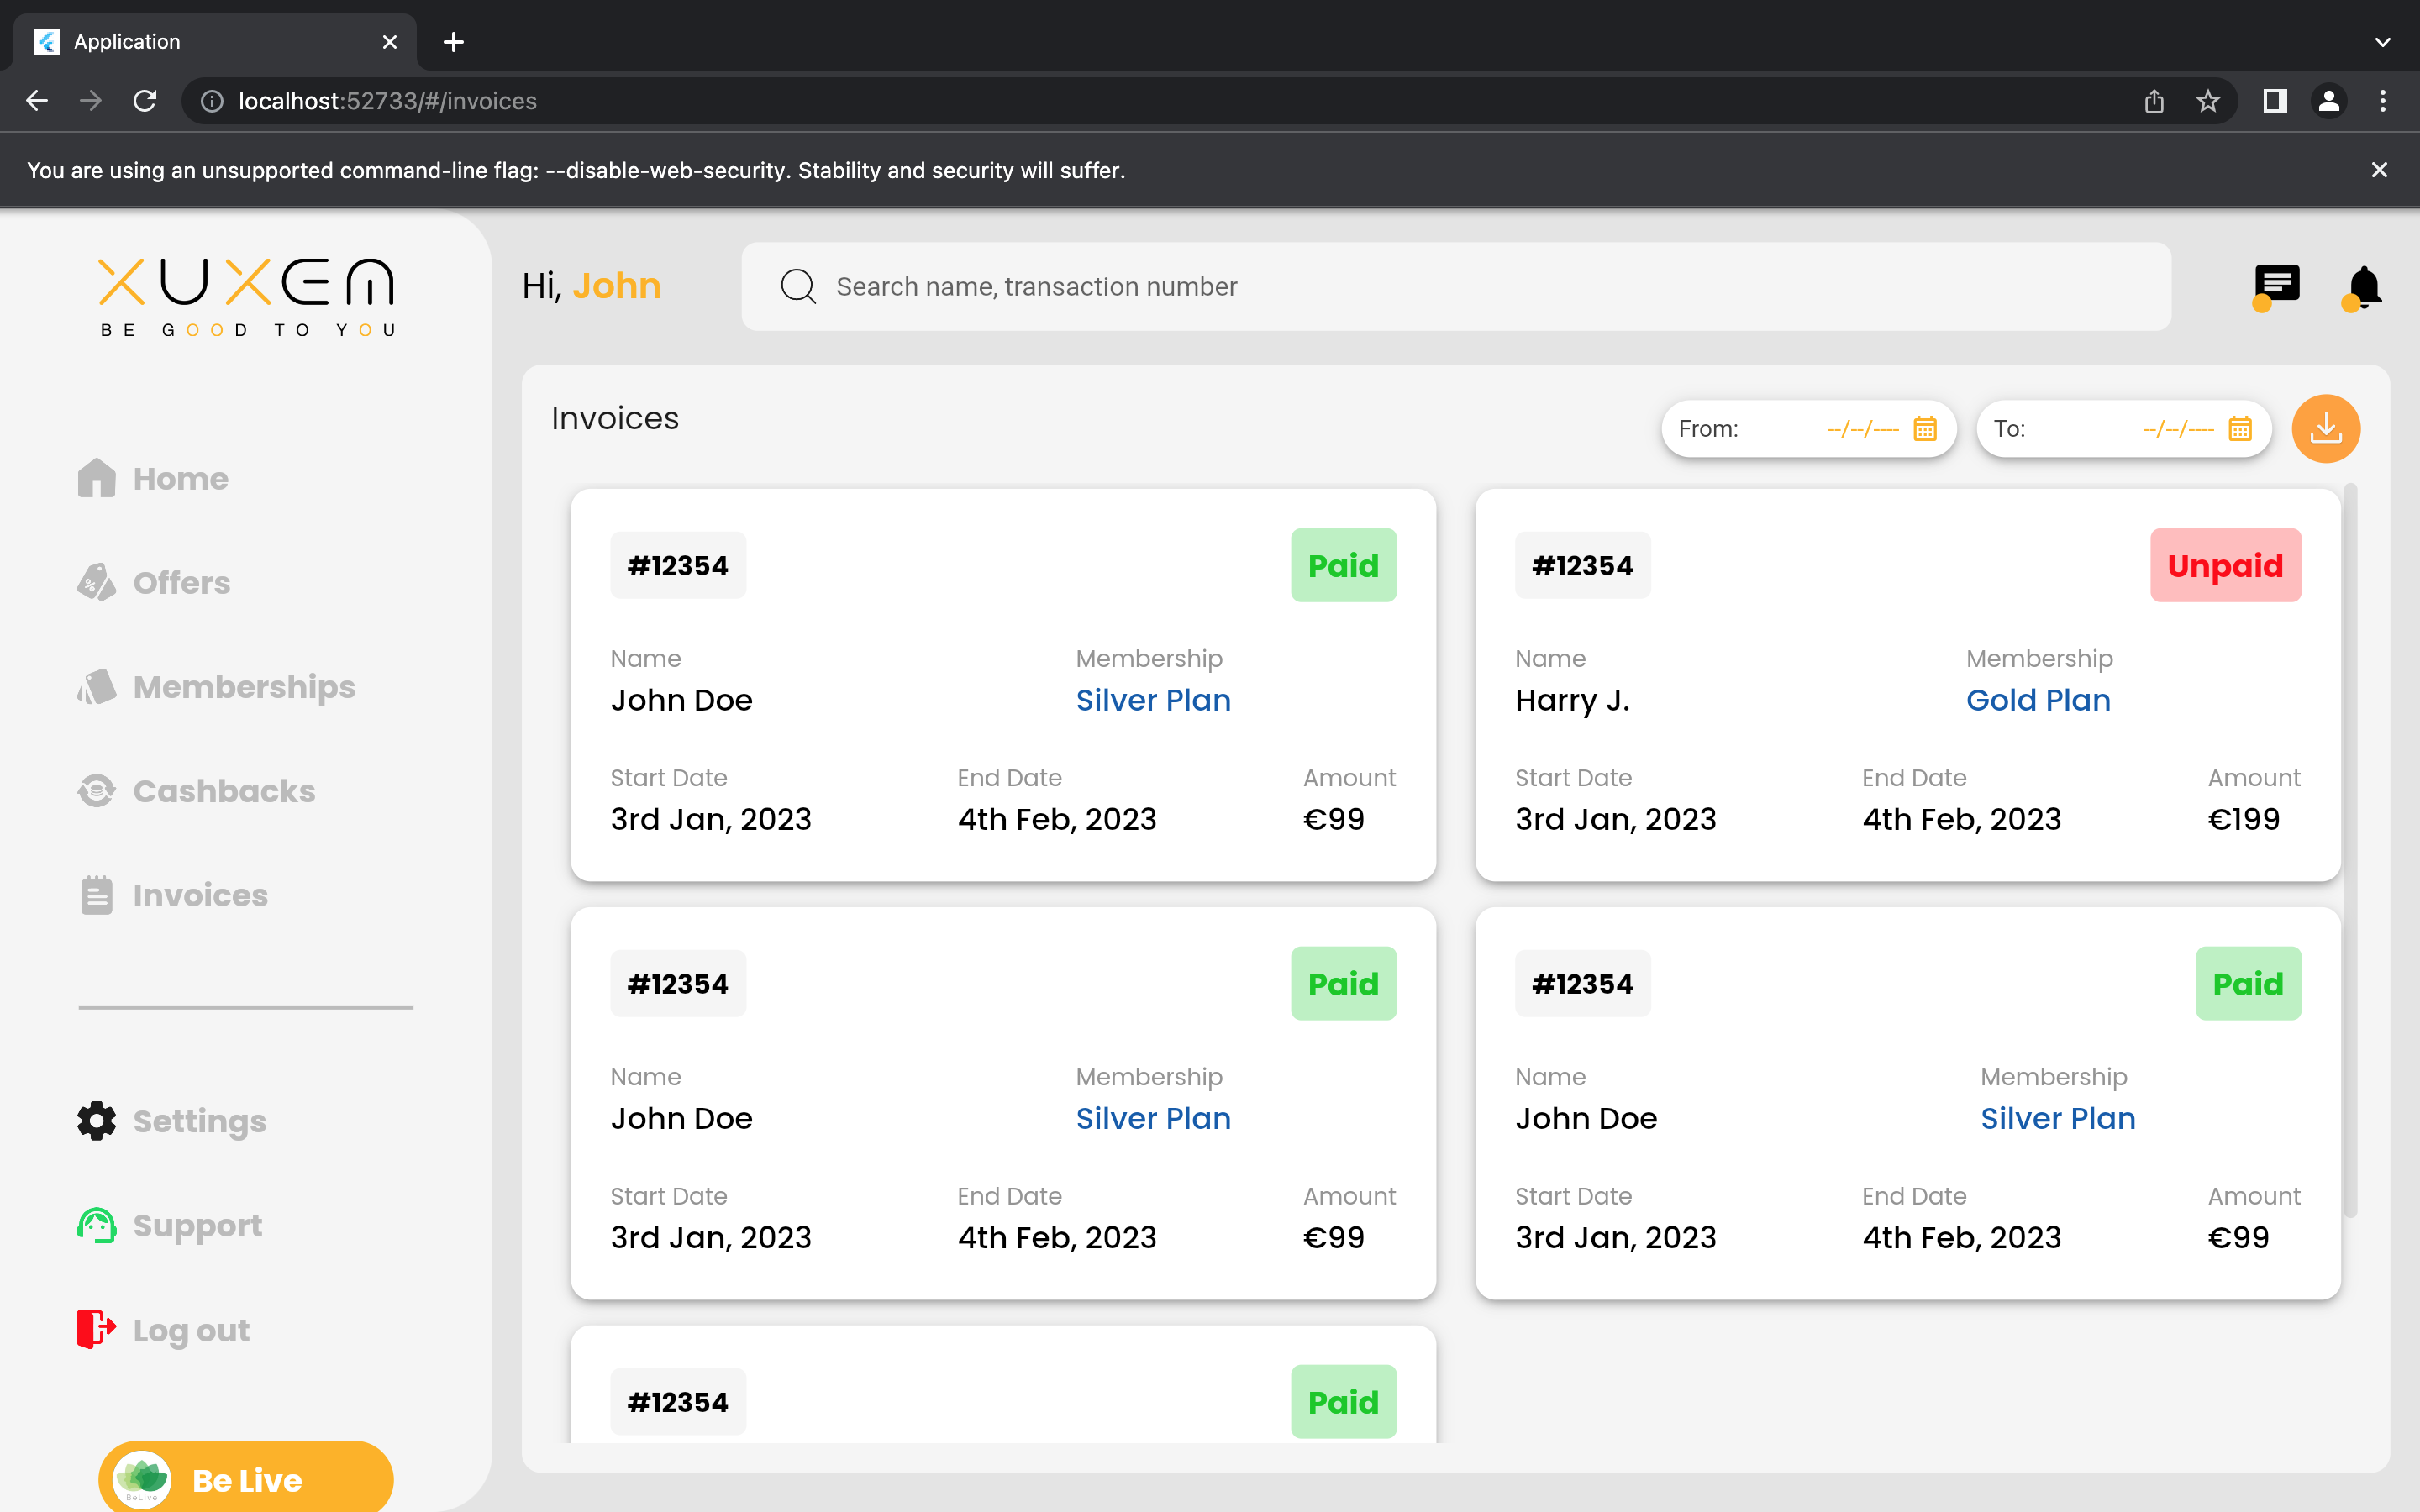 Application
localhost:52733/#/invoices
You are using an unsupported command-line flag: --disable-web-security. Stability and security will suffer.
XUXEM
BE GOOD TO YOU
Hi, John
Search name, transaction number
Home
Offers
Memberships
Cashbacks
Invoices
Settings
Support
Log out
BeLive
Be Live
Invoices
From: --/--/----
To: --/--/----
#12354 Paid
Name Membership
John Doe Silver Plan
Start Date End Date Amount
3rd Jan, 2023 4th Feb, 2023 €99
#12354 Unpaid
Name Membership
Harry J. Gold Plan
Start Date End Date Amount
3rd Jan, 2023 4th Feb, 2023 €199
#12354 Paid
Name Membership
John Doe Silver Plan
Start Date End Date Amount
3rd Jan, 2023 4th Feb, 2023 €99
#12354 Paid
Name Membership
John Doe Silver Plan
Start Date End Date Amount
3rd Jan, 2023 4th Feb, 2023 €99
#12354 Paid